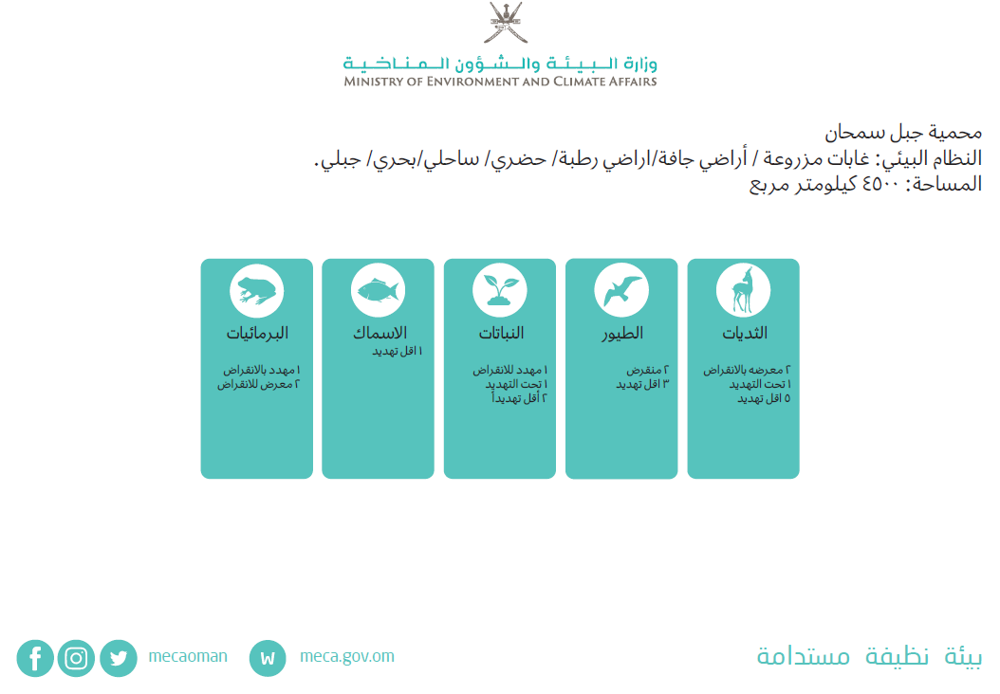 وزارة الـبـيـئـة والـشـؤون الـمـنـاخـيـة
MINISTRY OF ENVIRONMENT AND CLIMATE AFFAIRS
محمية جبل سمحان
النظام البيئي: غابات مزروعة / أراضي جافة/اراضي رطبة/ حضري/ ساحلي/بحري/ جبلي.
المساحة: ٤٥٠٠ كيلومتر مربع
الثديات
٢ معرضه بالانقراض
١ تحت التهديد
٥ اقل تهديد
الطيور
٢ منقرض
٣ اقل تهديد
النباتات
١ مهدد للانقراض
١ تحت التهديد
٢ أقل تهديداً
الاسماك
١ اقل تهديد
البرمائيات
١ مهدد بالانقراض
٢ معرض للانقراض
بيئة نظيفة مستدامة
mecaoman
w
meca.gov.om